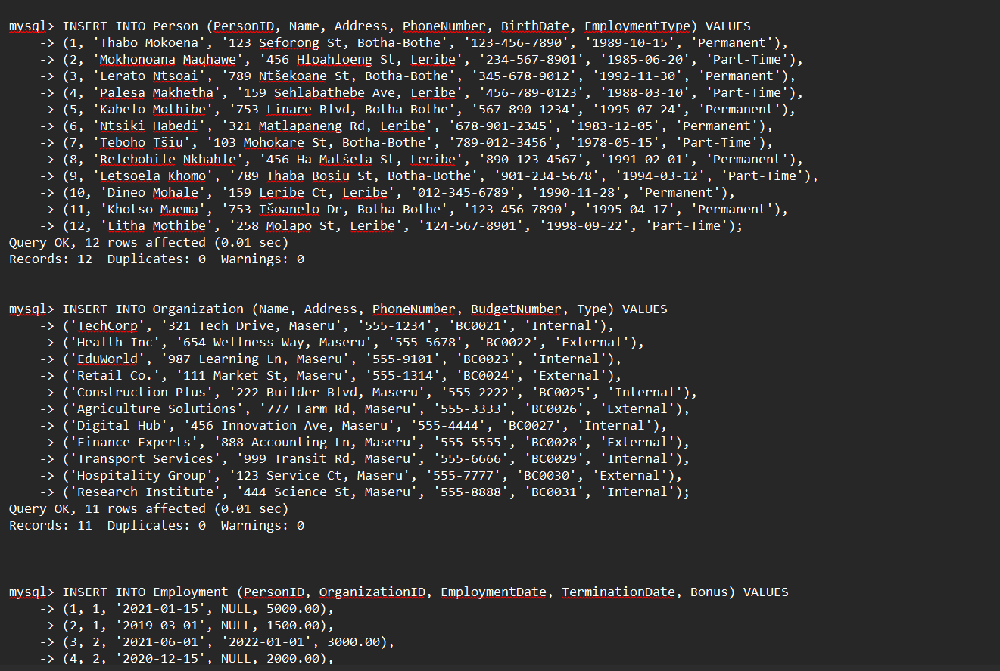 mysql> INSERT INTO Person (PersonID, Name, Address, PhoneNumber, BirthDate, EmploymentType) VALUES
    -> (1, 'Thabo Mokoena', '123 Seforong St, Botha-Bothe', '123-456-7890', '1989-10-15', 'Permanent'),
    -> (2, 'Mokhonoana Maqhawe', '456 Hloahloeng St, Leribe', '234-567-8901', '1985-06-20', 'Part-Time'),
    -> (3, 'Lerato Ntsoai', '789 Ntšekoane St, Botha-Bothe', '345-678-9012', '1992-11-30', 'Permanent'),
    -> (4, 'Palesa Makhetha', '159 Sehlabathebe Ave, Leribe', '456-789-0123', '1988-03-10', 'Part-Time'),
    -> (5, 'Kabelo Mothibe', '753 Linare Blvd, Botha-Bothe', '567-890-1234', '1995-07-24', 'Permanent'),
    -> (6, 'Ntsiki Habedi', '321 Matlapaneng Rd, Leribe', '678-901-2345', '1983-12-05', 'Permanent'),
    -> (7, 'Teboho Tšiu', '103 Mohokare St, Botha-Bothe', '789-012-3456', '1978-05-15', 'Part-Time'),
    -> (8, 'Relebohile Nkhahle', '456 Ha Matšela St, Leribe', '890-123-4567', '1991-02-01', 'Permanent'),
    -> (9, 'Letsoela Khomo', '789 Thaba Bosiu St, Botha-Bothe', '901-234-5678', '1994-03-12', 'Part-Time'),
    -> (10, 'Dineo Mohale', '159 Leribe Ct, Leribe', '012-345-6789', '1990-11-28', 'Permanent'),
    -> (11, 'Khotso Maema', '753 Tšoanelo Dr, Botha-Bothe', '123-456-7890', '1995-04-17', 'Permanent'),
    -> (12, 'Litha Mothibe', '258 Molapo St, Leribe', '124-567-8901', '1998-09-22', 'Part-Time');
Query OK, 12 rows affected (0.01 sec)
Records: 12  Duplicates: 0  Warnings: 0
mysql> INSERT INTO Organization (Name, Address, PhoneNumber, BudgetNumber, Type) VALUES
    -> ('TechCorp', '321 Tech Drive, Maseru', '555-1234', 'BC0021', 'Internal'),
    -> ('Health Inc', '654 Wellness Way, Maseru', '555-5678', 'BC0022', 'External'),
    -> ('EduWorld', '987 Learning Ln, Maseru', '555-9101', 'BC0023', 'Internal'),
    -> ('Retail Co.', '111 Market St, Maseru', '555-1314', 'BC0024', 'External'),
    -> ('Construction Plus', '222 Builder Blvd, Maseru', '555-2222', 'BC0025', 'Internal'),
    -> ('Agriculture Solutions', '777 Farm Rd, Maseru', '555-3333', 'BC0026', 'External'),
    -> ('Digital Hub', '456 Innovation Ave, Maseru', '555-4444', 'BC0027', 'Internal'),
    -> ('Finance Experts', '888 Accounting Ln, Maseru', '555-5555', 'BC0028', 'External'),
    -> ('Transport Services', '999 Transit Rd, Maseru', '555-6666', 'BC0029', 'Internal'),
    -> ('Hospitality Group', '123 Service Ct, Maseru', '555-7777', 'BC0030', 'External'),
    -> ('Research Institute', '444 Science St, Maseru', '555-8888', 'BC0031', 'Internal');
Query OK, 11 rows affected (0.01 sec)
Records: 11  Duplicates: 0  Warnings: 0
mysql> INSERT INTO Employment (PersonID, OrganizationID, EmploymentDate, TerminationDate, Bonus) VALUES
    -> (1, 1, '2021-01-15', NULL, 5000.00),
    -> (2, 1, '2019-03-01', NULL, 1500.00),
    -> (3, 2, '2021-06-01', '2022-01-01', 3000.00),
    -> (4, 2, '2020-12-15', NULL, 2000.00),